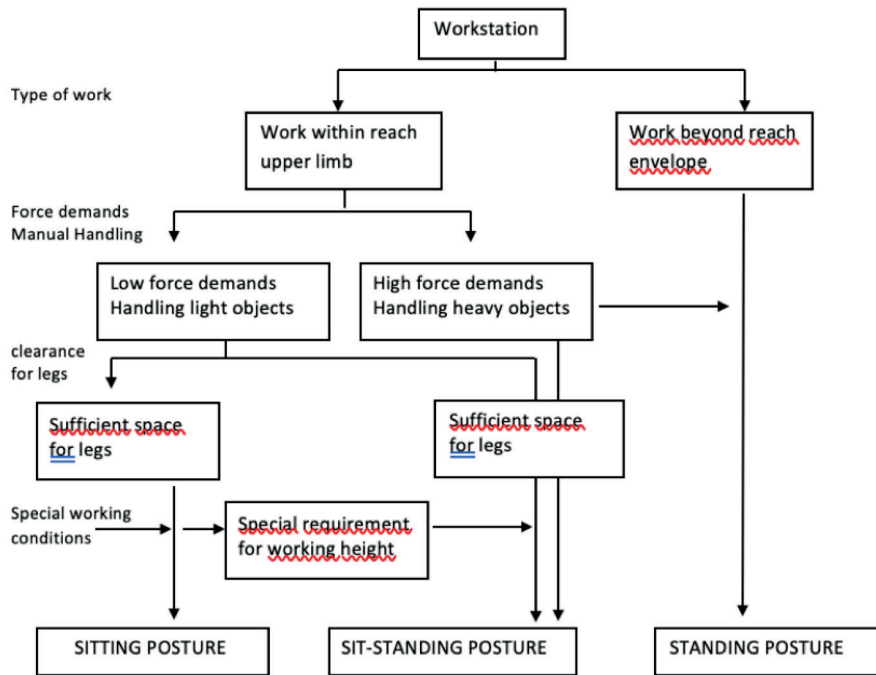 Workstation
Type of work
Work within reach
upper limb
Work beyond reach
envelope
Force demands
Manual Handling
Low force demands
Handling light objects
High force demands
Handling heavy objects
clearance
for legs
Sufficient space
for legs
Sufficient space
for legs
Special working
conditions
Special requirement
for working height
SITTING POSTURE
SIT-STANDING POSTURE
STANDING POSTURE